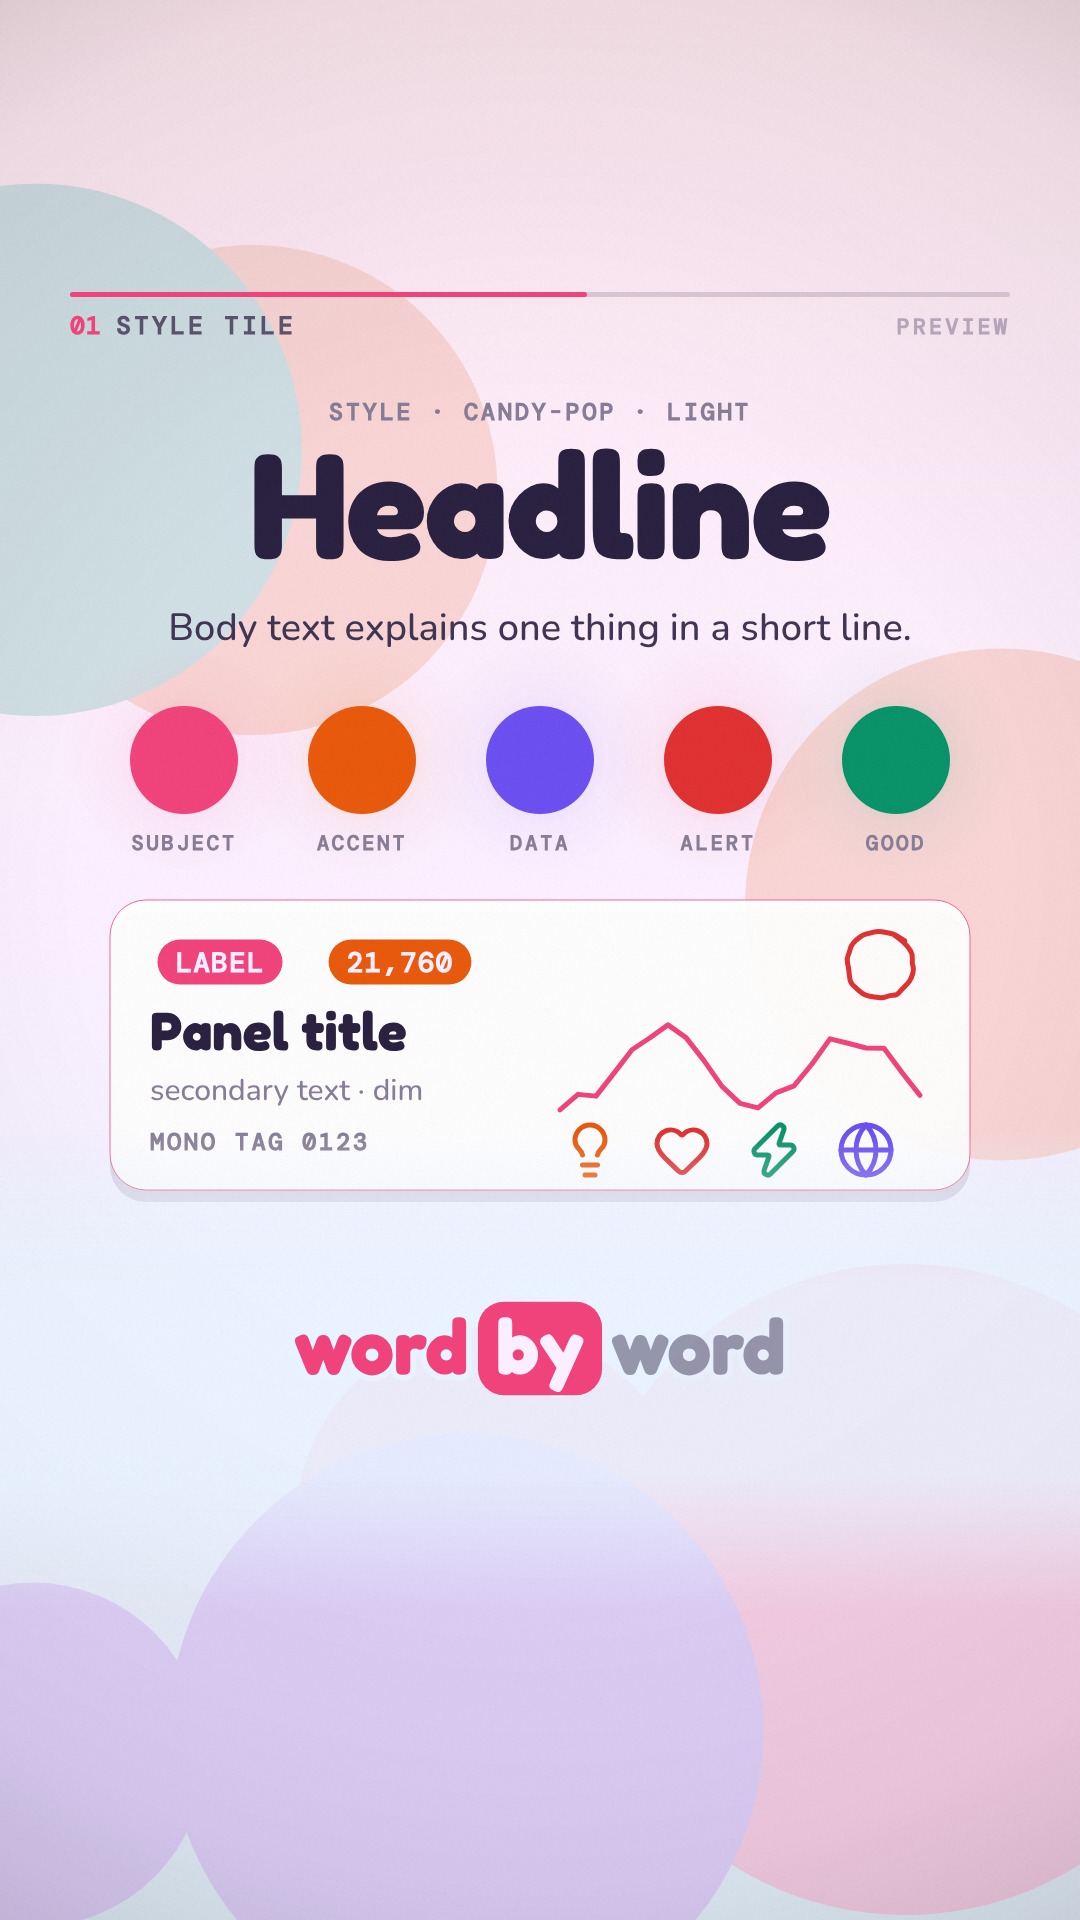 01 STYLE TILE
PREVIEW
STYLE · CANDY-POP · LIGHT
Headline
Body text explains one thing in a short line.
SUBJECT ACCENT DATA ALERT GOOD
LABEL 21,760
Panel title
secondary text · dim
MONO TAG 0123
word by word